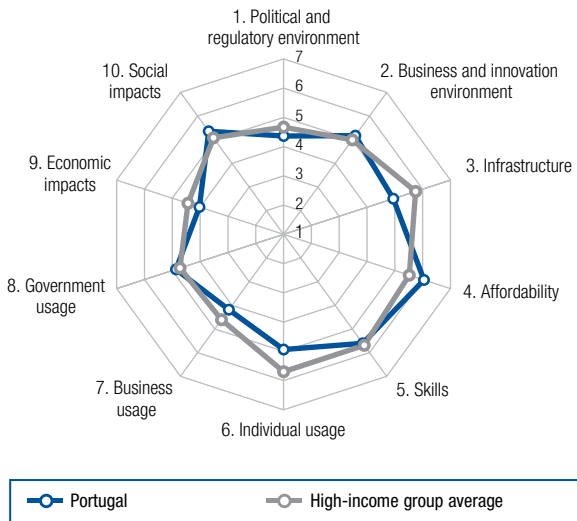 1. Political and
regulatory environment
2. Business and innovation
environment
3. Infrastructure
4. Affordability
5. Skills
6. Individual usage
7. Business
usage
8. Government
usage
9. Economic
impacts
10. Social
impacts
7
6
5
4
3
2
1
Portugal
High-income group average